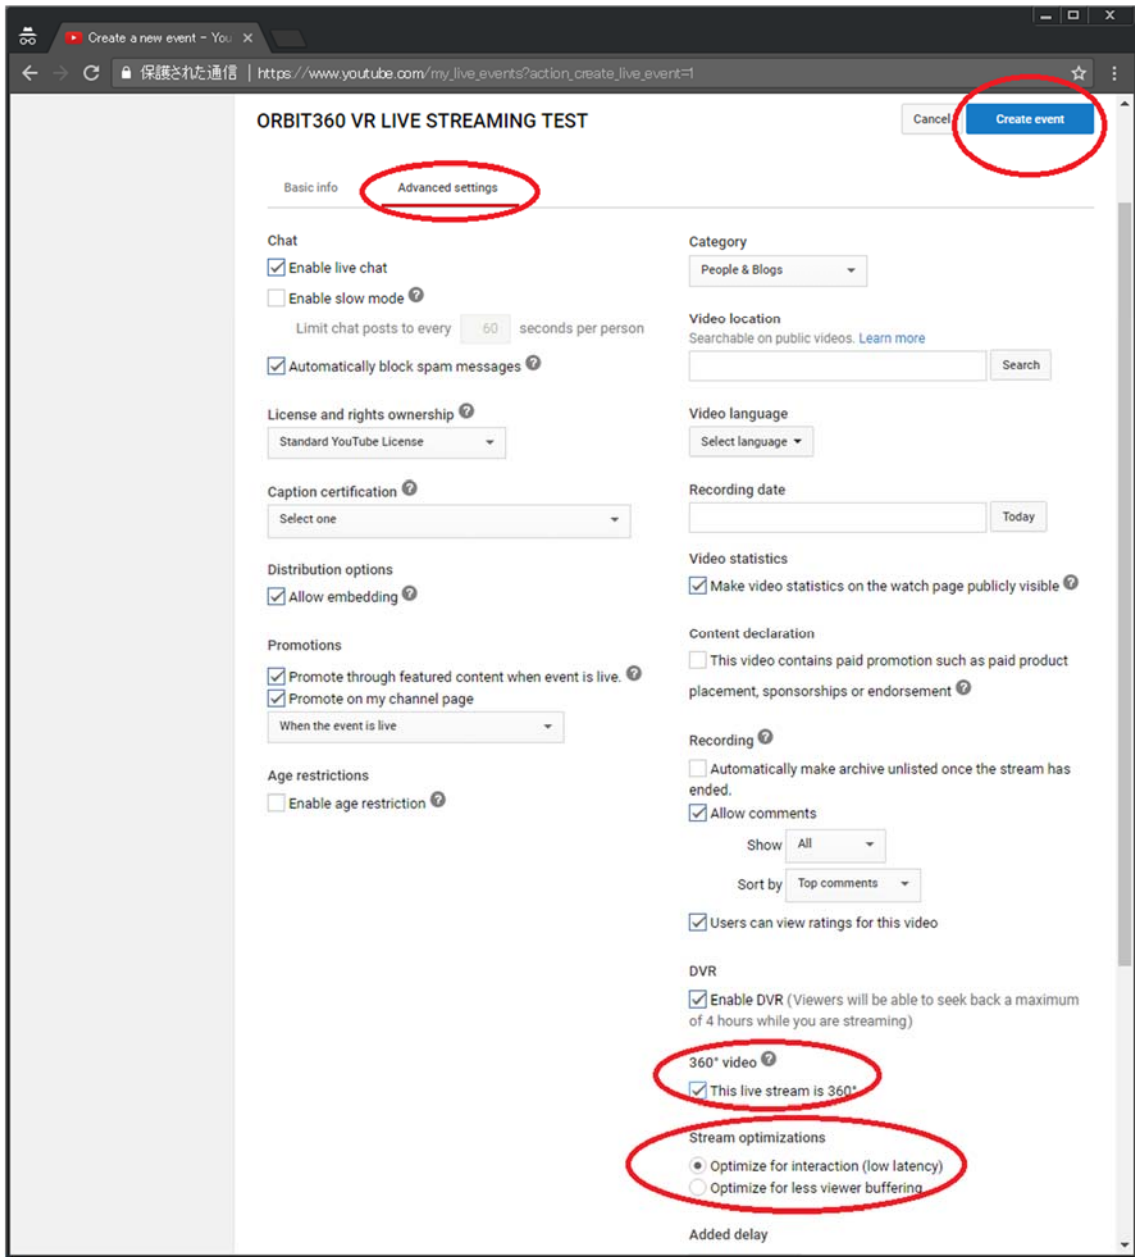 Create a new event - You
保護された通信 | https://www.youtube.com/my_live_events?action_create_live_event=1
ORBIT360 VR LIVE STREAMING TEST
Cancel
Create event
Basic info
Advanced settings
Chat
Enable live chat
Enable slow mode
Limit chat posts to every 60 seconds per person
Automatically block spam messages
License and rights ownership
Standard YouTube License
Caption certification
Select one
Distribution options
Allow embedding
Promotions
Promote through featured content when event is live.
Promote on my channel page
When the event is live
Age restrictions
Enable age restriction
Category
People & Blogs
Video location
Searchable on public videos. Learn more
Search
Video language
Select language
Recording date
Today
Video statistics
Make video statistics on the watch page publicly visible
Content declaration
This video contains paid promotion such as paid product
placement, sponsorships or endorsement
Recording
Automatically make archive unlisted once the stream has
ended.
Allow comments
Show All
Sort by Top comments
Users can view ratings for this video
DVR
Enable DVR (Viewers will be able to seek back a maximum
of 4 hours while you are streaming)
360° video
This live stream is 360°
Stream optimizations
Optimize for interaction (low latency)
Optimize for less viewer buffering
Added delay